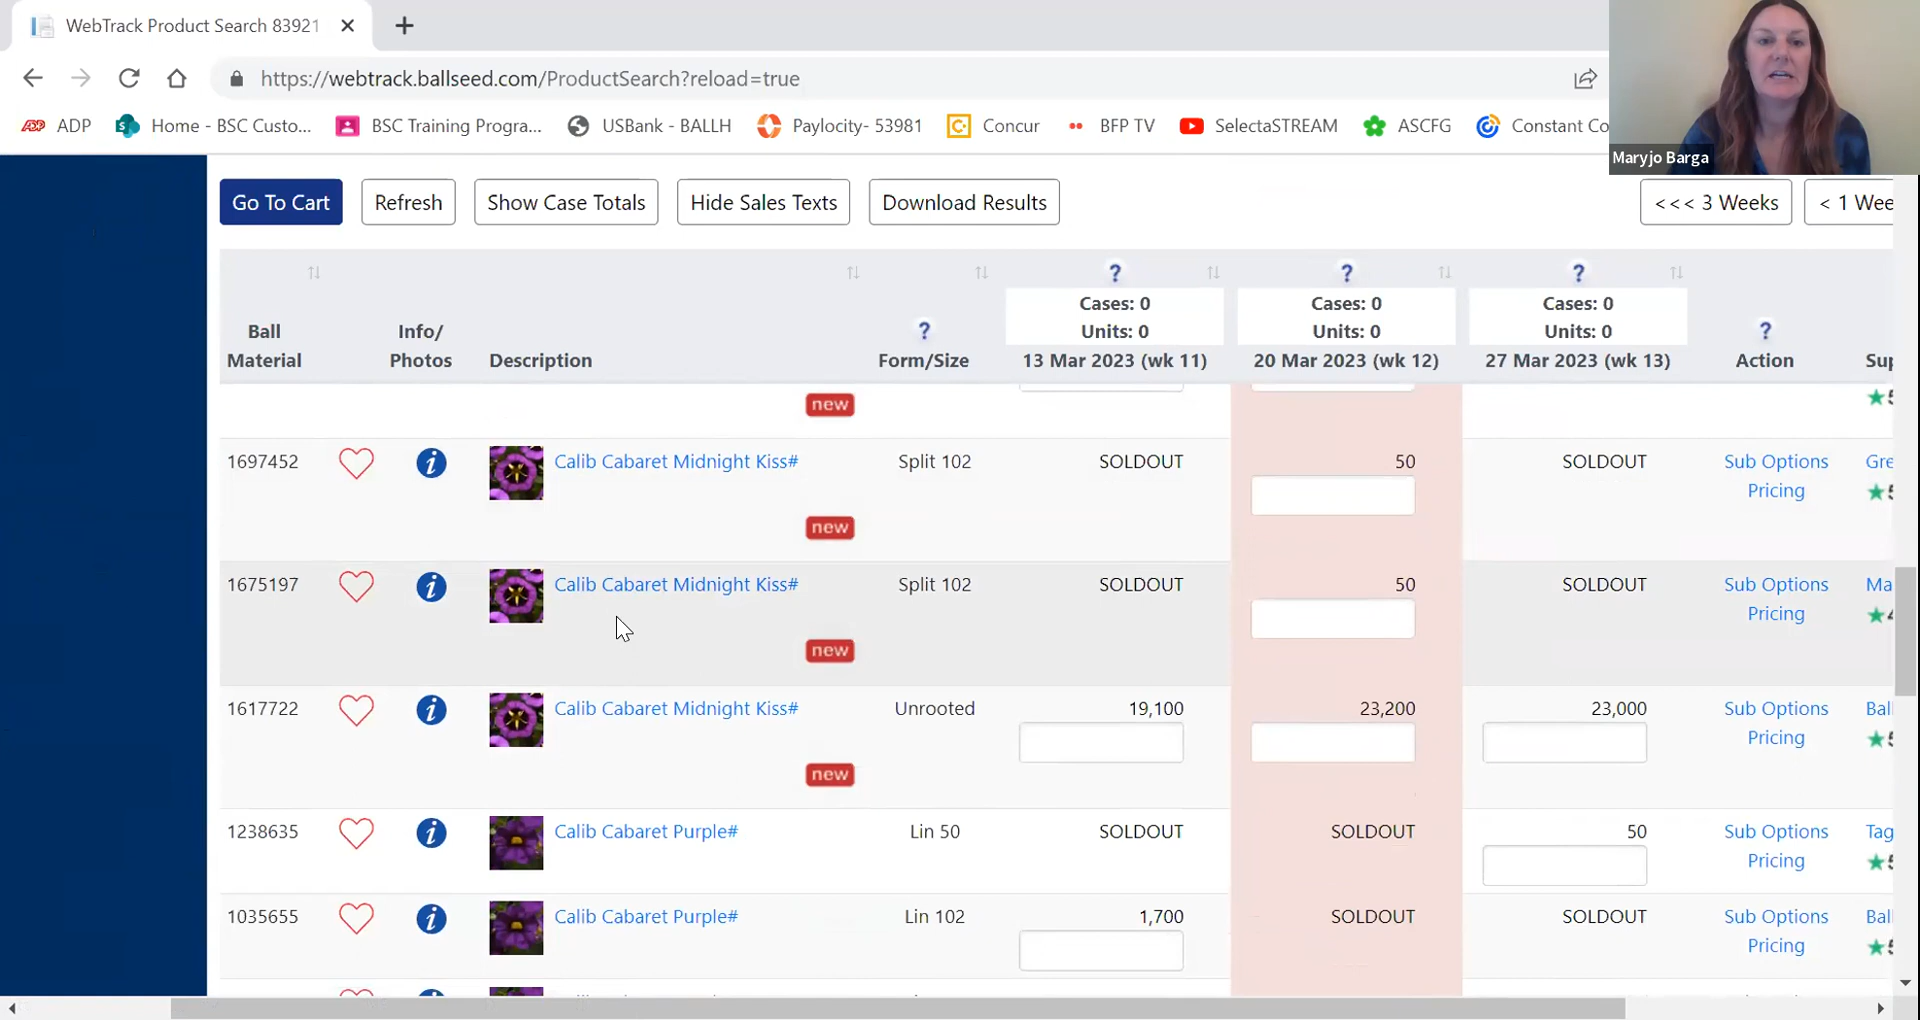 WebTrack Product Search 83921
https://webtrack.ballseed.com/ProductSearch?reload=true
ADP ADP Home - BSC Custo... BSC Training Progra... USBank - BALLH Paylocity- 53981 Concur BFP TV SelectaSTREAM ASCFG Constant Co
Maryjo Barga
Go To Cart Refresh Show Case Totals Hide Sales Texts Download Results <<< 3 Weeks < 1 Wee
? ? ?
Cases: 0 Cases: 0 Cases: 0
Ball Info/ ? Units: 0 Units: 0 Units: 0 ?
Material Photos Description Form/Size 13 Mar 2023 (wk 11) 20 Mar 2023 (wk 12) 27 Mar 2023 (wk 13) Action Sup
new
1697452 i Calib Cabaret Midnight Kiss# Split 102 SOLDOUT 50 SOLDOUT Sub Options Gre
Pricing
new
1675197 i Calib Cabaret Midnight Kiss# Split 102 SOLDOUT 50 SOLDOUT Sub Options Ma
Pricing
new
1617722 i Calib Cabaret Midnight Kiss# Unrooted 19,100 23,200 23,000 Sub Options Bal
Pricing
new
1238635 i Calib Cabaret Purple# Lin 50 SOLDOUT SOLDOUT 50 Sub Options Tag
Pricing
1035655 i Calib Cabaret Purple# Lin 102 1,700 SOLDOUT SOLDOUT Sub Options Bal
Pricing